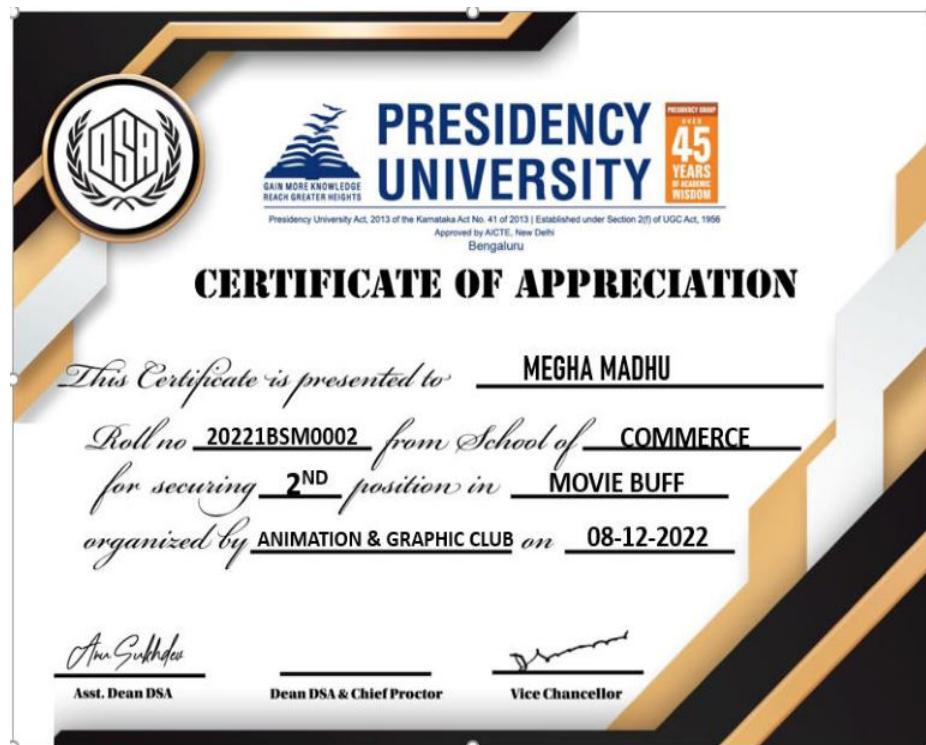 DSA
GAIN MORE KNOWLEDGE
REACH GREATER HEIGHTS
PRESIDENCY
UNIVERSITY
PRESIDENCY GROUP
OVER
45
YEARS
OF ACADEMIC
WISDOM
Presidency University Act, 2013 of the Karnataka Act No. 41 of 2013 | Established under Section 2(f) of UGC Act, 1956
Approved by AICTE, New Delhi
Bengaluru
CERTIFICATE OF APPRECIATION
This Certificate is presented to MEGHA MADHU
Roll no 20221BSM0002 from School of COMMERCE
for securing 2ND position in MOVIE BUFF
organized by ANIMATION & GRAPHIC CLUB on 08-12-2022
Anu Sukhdev
Asst. Dean DSA
Dean DSA & Chief Proctor
Vice Chancellor